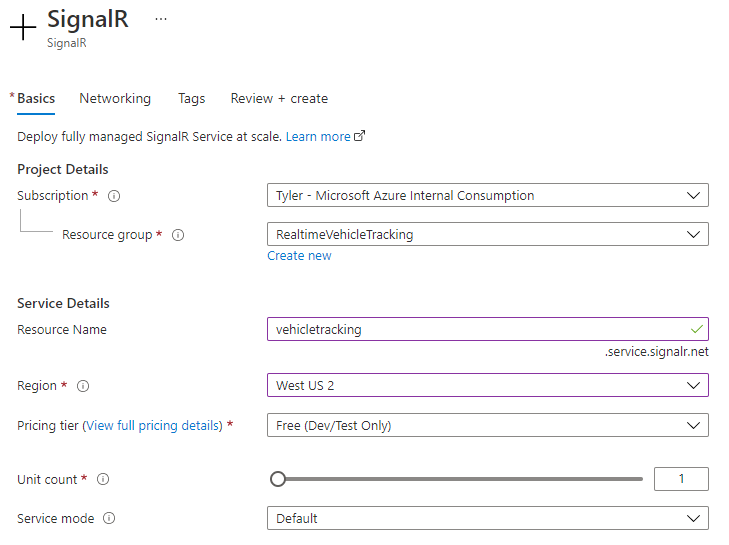 SignalR ...
SignalR
* Basics Networking Tags Review + create
Deploy fully managed SignalR Service at scale. Learn more
Project Details
Subscription * Tyler - Microsoft Azure Internal Consumption
Resource group * RealtimeVehicleTracking
Create new
Service Details
Resource Name vehicletracking
.service.signalr.net
Region * West US 2
Pricing tier (View full pricing details) * Free (Dev/Test Only)
Unit count * 1
Service mode Default